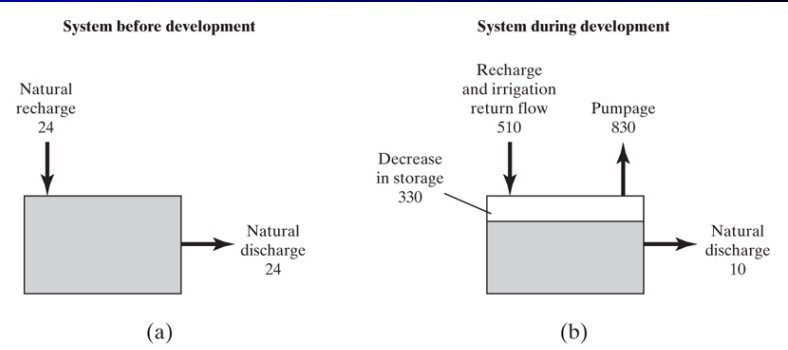 System before development
Natural
recharge
24
Natural
discharge
24
(a)
System during development
Recharge
and irrigation
return flow
510
Pumpage
830
Decrease
in storage
330
Natural
discharge
10
(b)